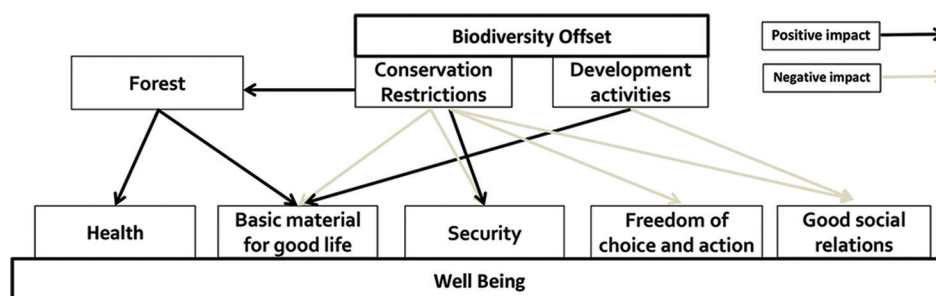 Biodiversity Offset
Positive impact
Forest
Conservation
Restrictions
Development
activities
Negative impact
Health
Basic material
for good life
Security
Freedom of
choice and action
Good social
relations
Well Being